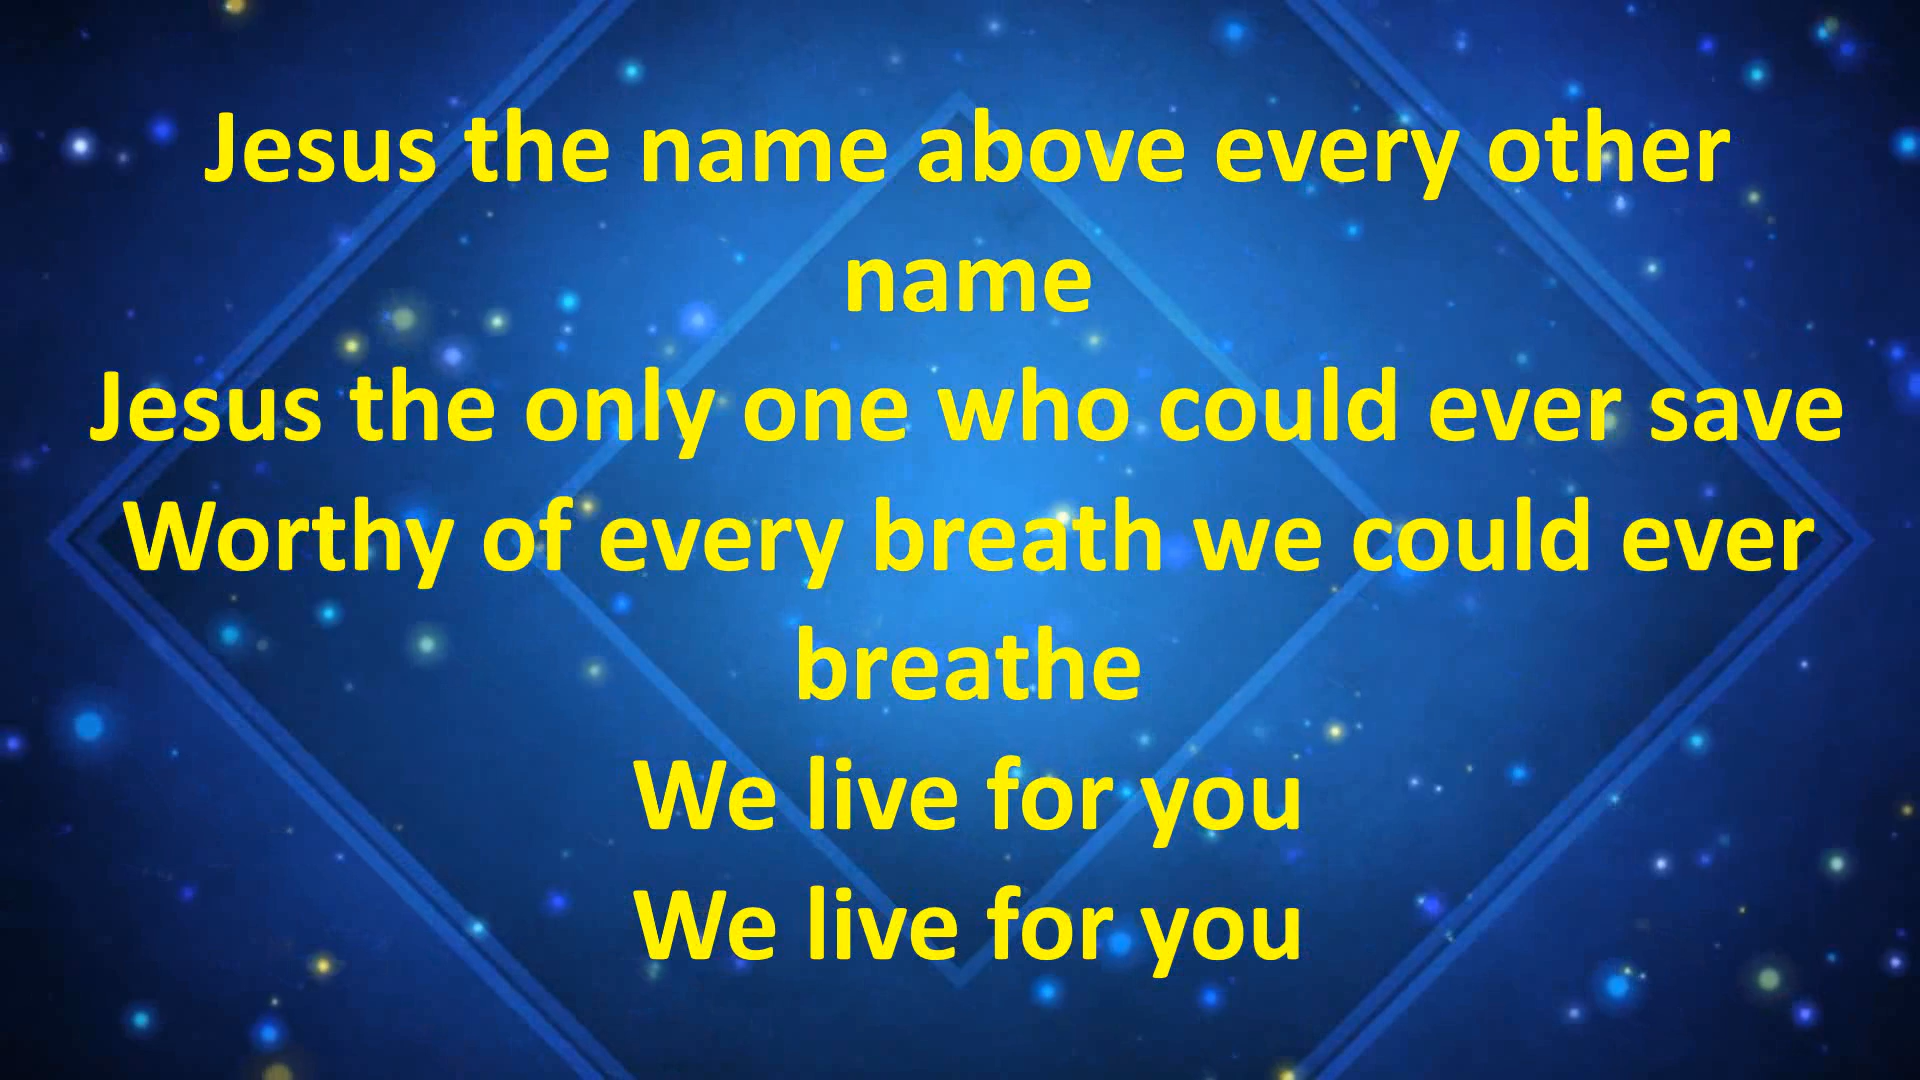 Jesus the name above every other
name
Jesus the only one who could ever save
Worthy of every breath we could ever
breathe
We live for you
We live for you